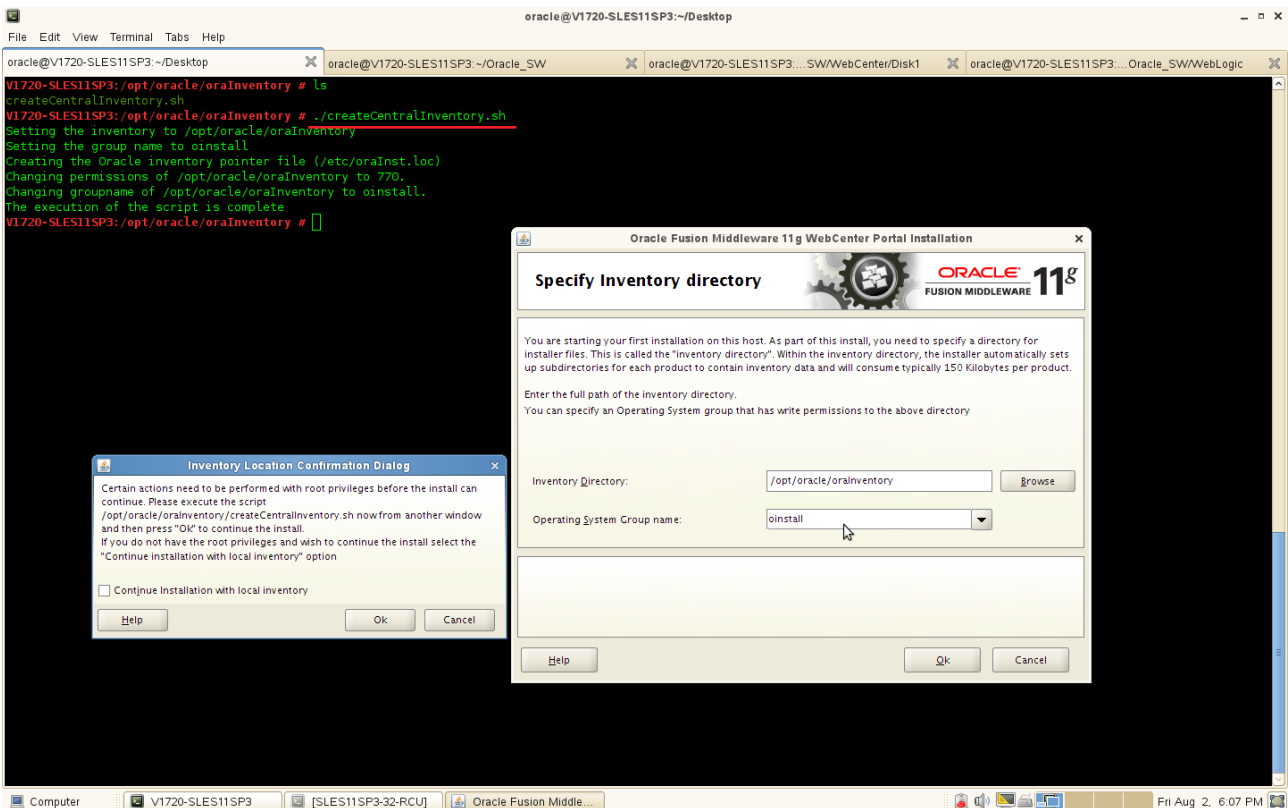 oracle@V1720-SLES11SP3:~/Desktop
File Edit View Terminal Tabs Help
oracle@V1720-SLES11SP3:~/Desktop
oracle@V1720-SLES11SP3:~/Oracle_SW
oracle@V1720-SLES11SP3:...SW/WebCenter/Disk1
oracle@V1720-SLES11SP3:...Oracle_SW/WebLogic
V1720-SLES11SP3:/opt/oracle/oraInventory # ls
createCentralInventory.sh
V1720-SLES11SP3:/opt/oracle/oraInventory # ./createCentralInventory.sh
Setting the inventory to /opt/oracle/oraInventory
Setting the group name to oinstall
Creating the Oracle inventory pointer file (/etc/oraInst.loc)
Changing permissions of /opt/oracle/oraInventory to 770.
Changing groupname of /opt/oracle/oraInventory to oinstall.
The execution of the script is complete
V1720-SLES11SP3:/opt/oracle/oraInventory #
Oracle Fusion Middleware 11g WebCenter Portal Installation
Specify Inventory directory
ORACLE
FUSION MIDDLEWARE
11g
You are starting your first installation on this host. As part of this install, you need to specify a directory for
installer files. This is called the "inventory directory". Within the inventory directory, the installer automatically sets
up subdirectories for each product to contain inventory data and will consume typically 150 Kilobytes per product.
Enter the full path of the inventory directory.
You can specify an Operating System group that has write permissions to the above directory
Inventory Directory:
/opt/oracle/oraInventory
Browse
Operating System Group name:
oinstall
Help
Ok
Cancel
Inventory Location Confirmation Dialog
Certain actions need to be performed with root privileges before the install can
continue. Please execute the script
/opt/oracle/oraInventory/createCentralInventory.sh now from another window
and then press "Ok" to continue the install.
If you do not have the root privileges and wish to continue the install select the
"Continue installation with local inventory" option
Continue Installation with local inventory
Help
Ok
Cancel
Computer
V1720-SLES11SP3
[SLES11SP3-32-RCU]
Oracle Fusion Middle...
Fri Aug 2, 6:07 PM